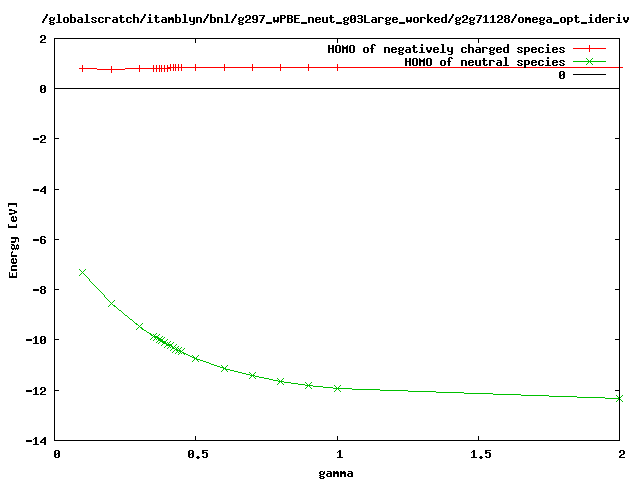 /globalscratch/itamblyn/bnl/g297_wPBE_neut_g03Large_worked/g2g71128/omega_opt_ideriv
HOMO of negatively charged species
HOMO of neutral species
0
2
0
-2
-4
-6
-8
-10
-12
-14
Energy [eV]
0 0.5 1 1.5 2
gamma